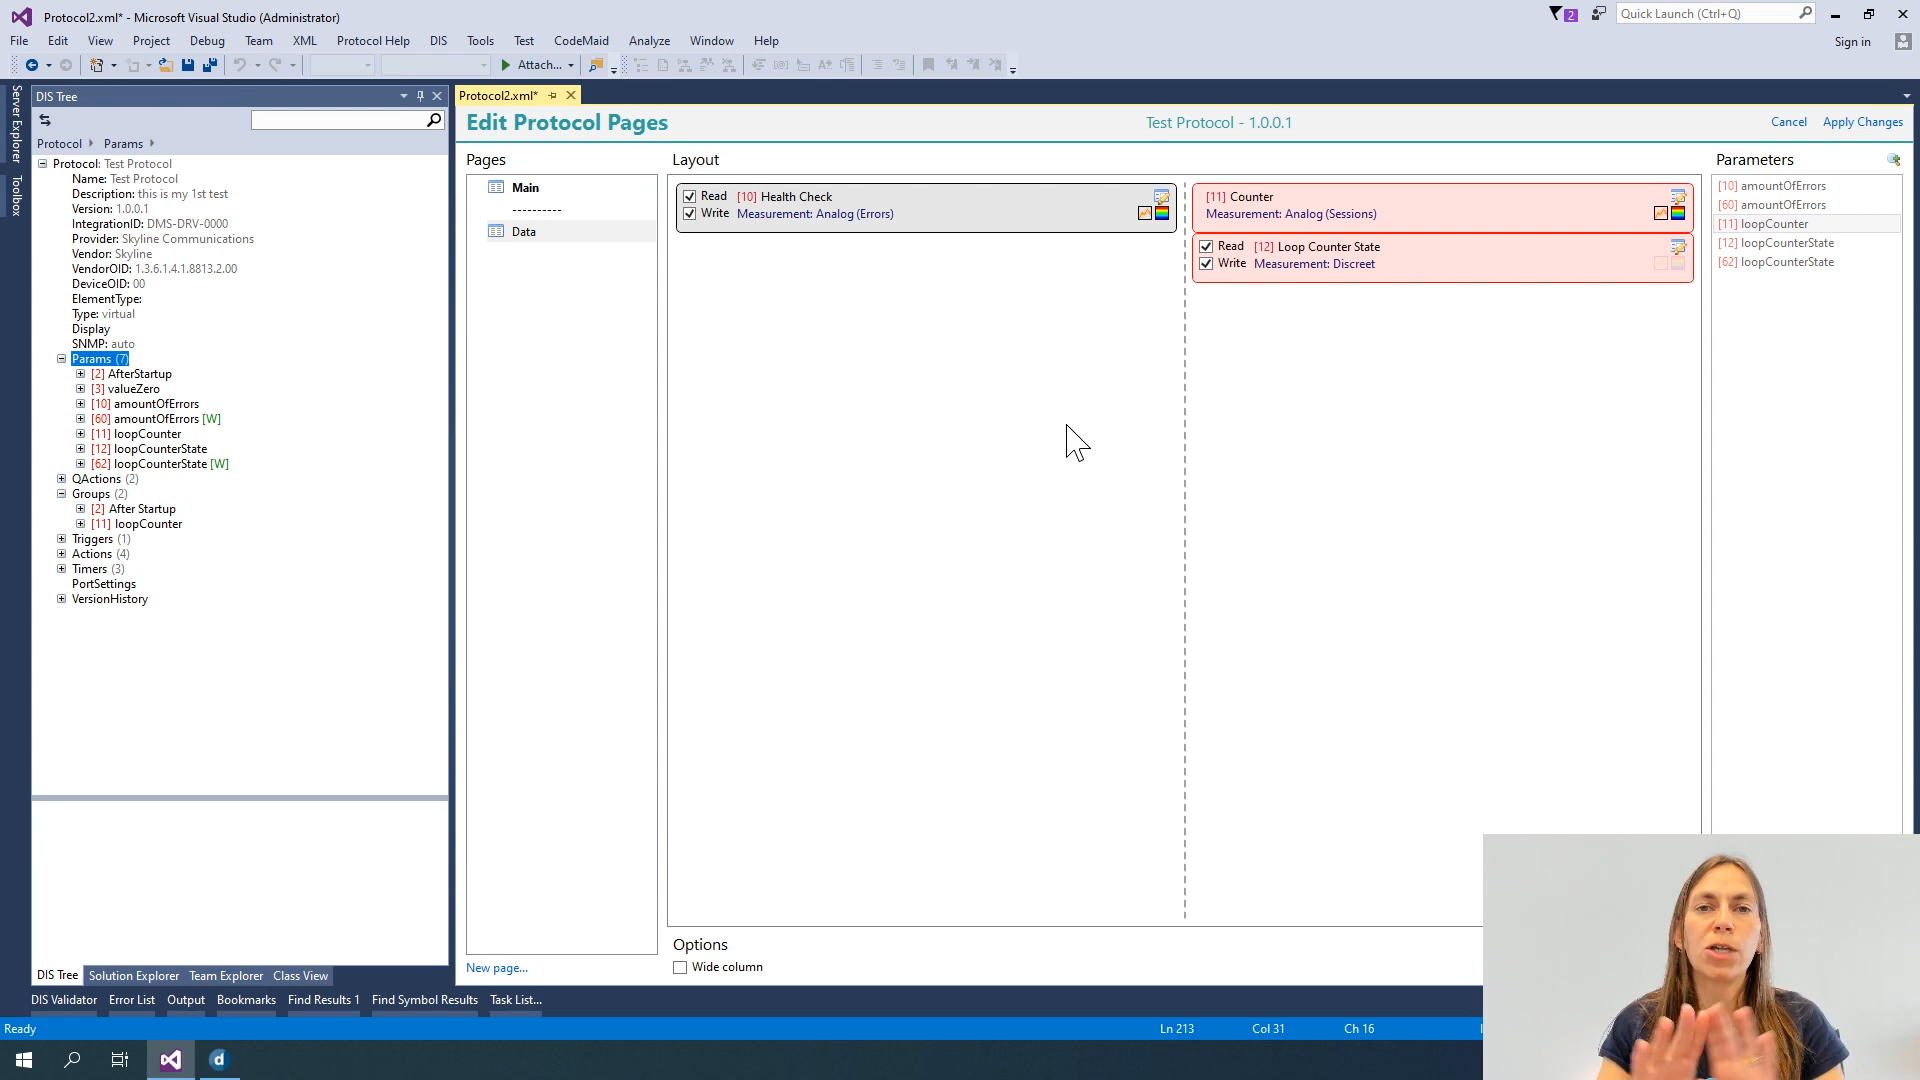 Protocol2.xml* - Microsoft Visual Studio (Administrator)
2
Quick Launch (Ctrl+Q)
File Edit View Project Debug Team XML Protocol Help DIS Tools Test CodeMaid Analyze Window Help
Sign in
Attach...
Server Explorer
Toolbox
DIS Tree
Protocol Params
Protocol: Test Protocol
Name: Test Protocol
Description: this is my 1st test
Version: 1.0.0.1
IntegrationID: DMS-DRV-0000
Provider: Skyline Communications
Vendor: Skyline
VendorOID: 1.3.6.1.4.1.8813.2.00
DeviceOID: 00
ElementType:
Type: virtual
Display
SNMP: auto
Params (7)
[2] AfterStartup
[3] valueZero
[10] amountOfErrors
[60] amountOfErrors [W]
[11] loopCounter
[12] loopCounterState
[62] loopCounterState [W]
QActions (2)
Groups (2)
[2] After Startup
[11] loopCounter
Triggers (1)
Actions (4)
Timers (3)
PortSettings
VersionHistory
DIS Tree Solution Explorer Team Explorer Class View
Protocol2.xml*
Edit Protocol Pages
Test Protocol - 1.0.0.1
Cancel Apply Changes
Pages
Main
----------
Data
New page...
Layout
Read [10] Health Check
Write Measurement: Analog (Errors)
[11] Counter
Measurement: Analog (Sessions)
Read [12] Loop Counter State
Write Measurement: Discreet
Options
Wide column
Parameters
[10] amountOfErrors
[60] amountOfErrors
[11] loopCounter
[12] loopCounterState
[62] loopCounterState
DIS Validator Error List Output Bookmarks Find Results 1 Find Symbol Results Task List...
Ready
Ln 213 Col 31 Ch 16
d